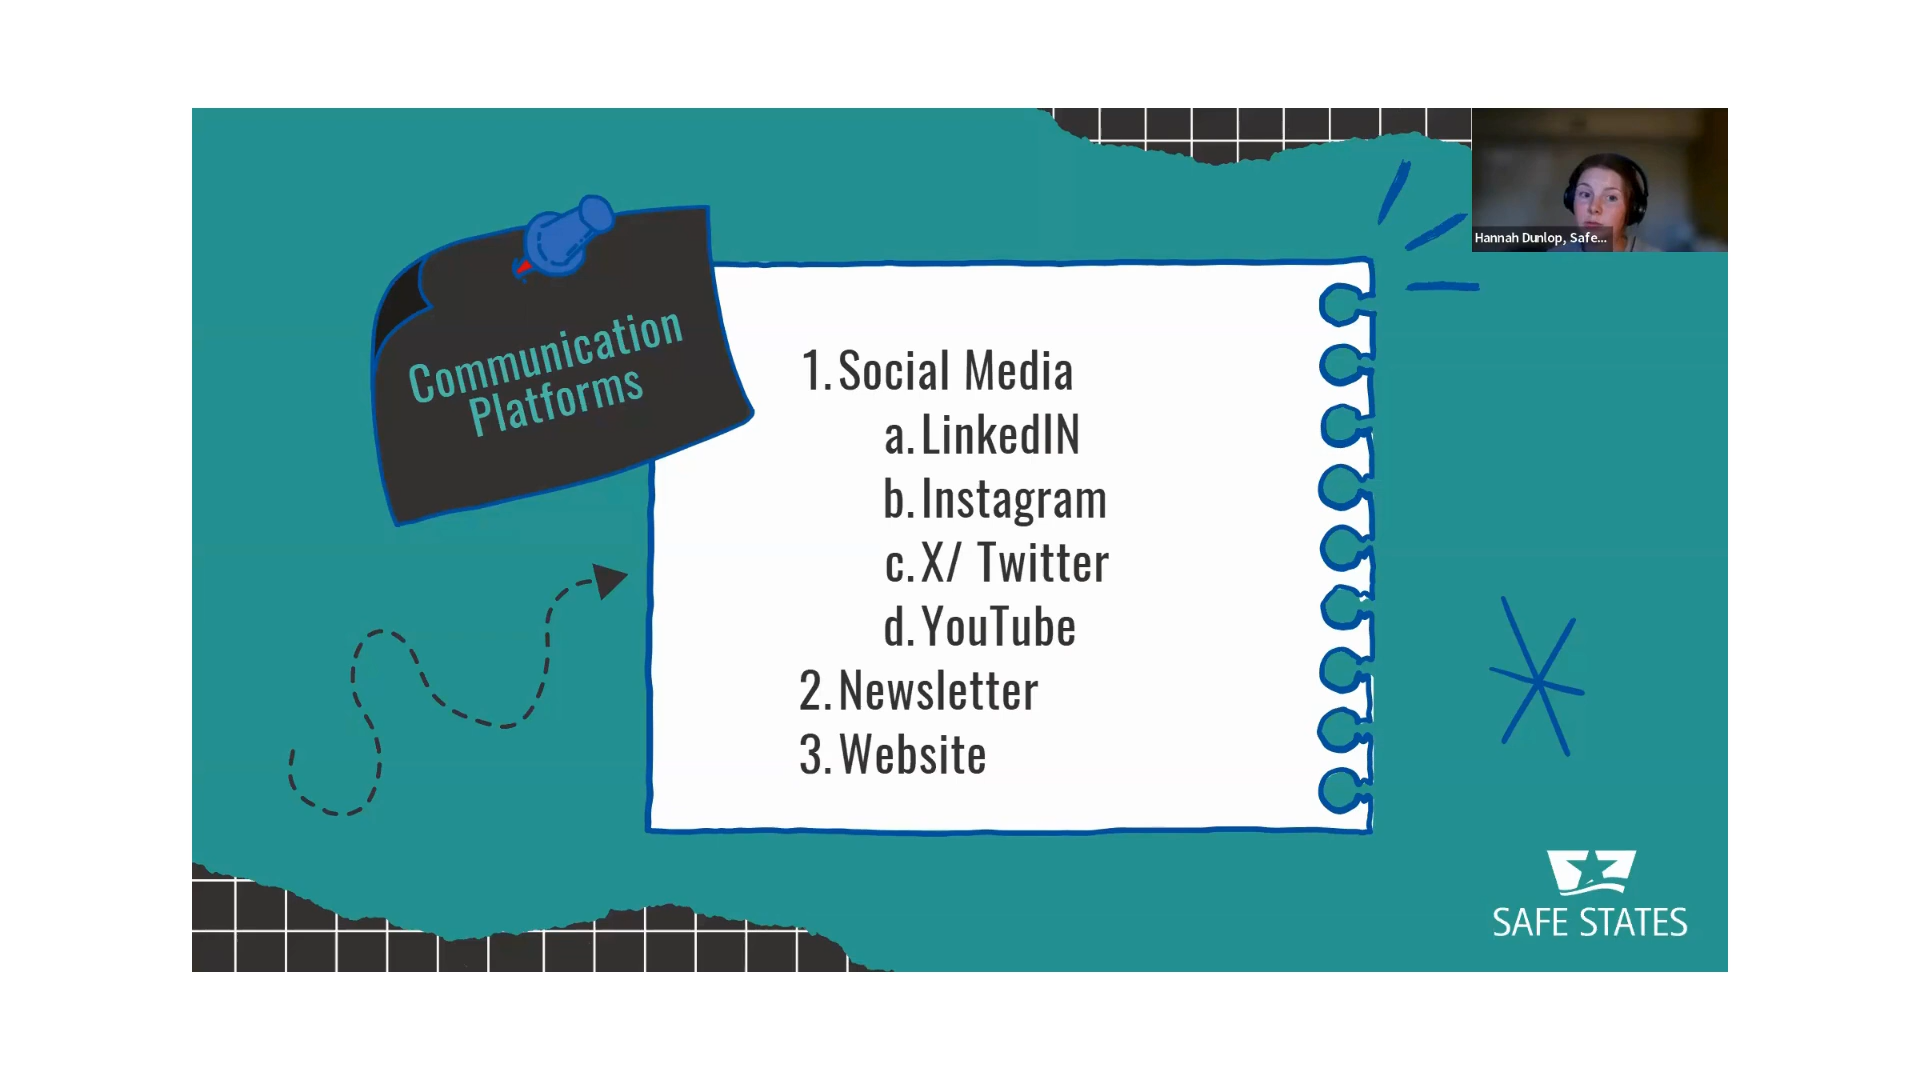 Hannah Dunlop, Safe...
Communication
Platforms
1. Social Media
a. LinkedIN
b. Instagram
c. X/ Twitter
d. YouTube
2. Newsletter
3. Website
SAFE STATES